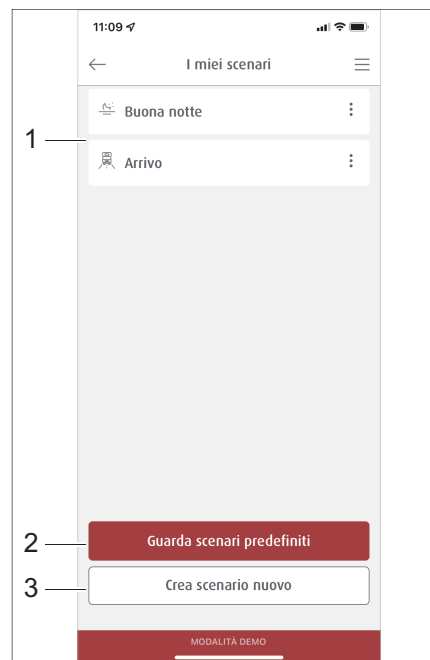 11:09
I miei scenari
Buona notte
1
Arrivo
2
Guarda scenari predefiniti
3
Crea scenario nuovo
MODALITÀ DEMO